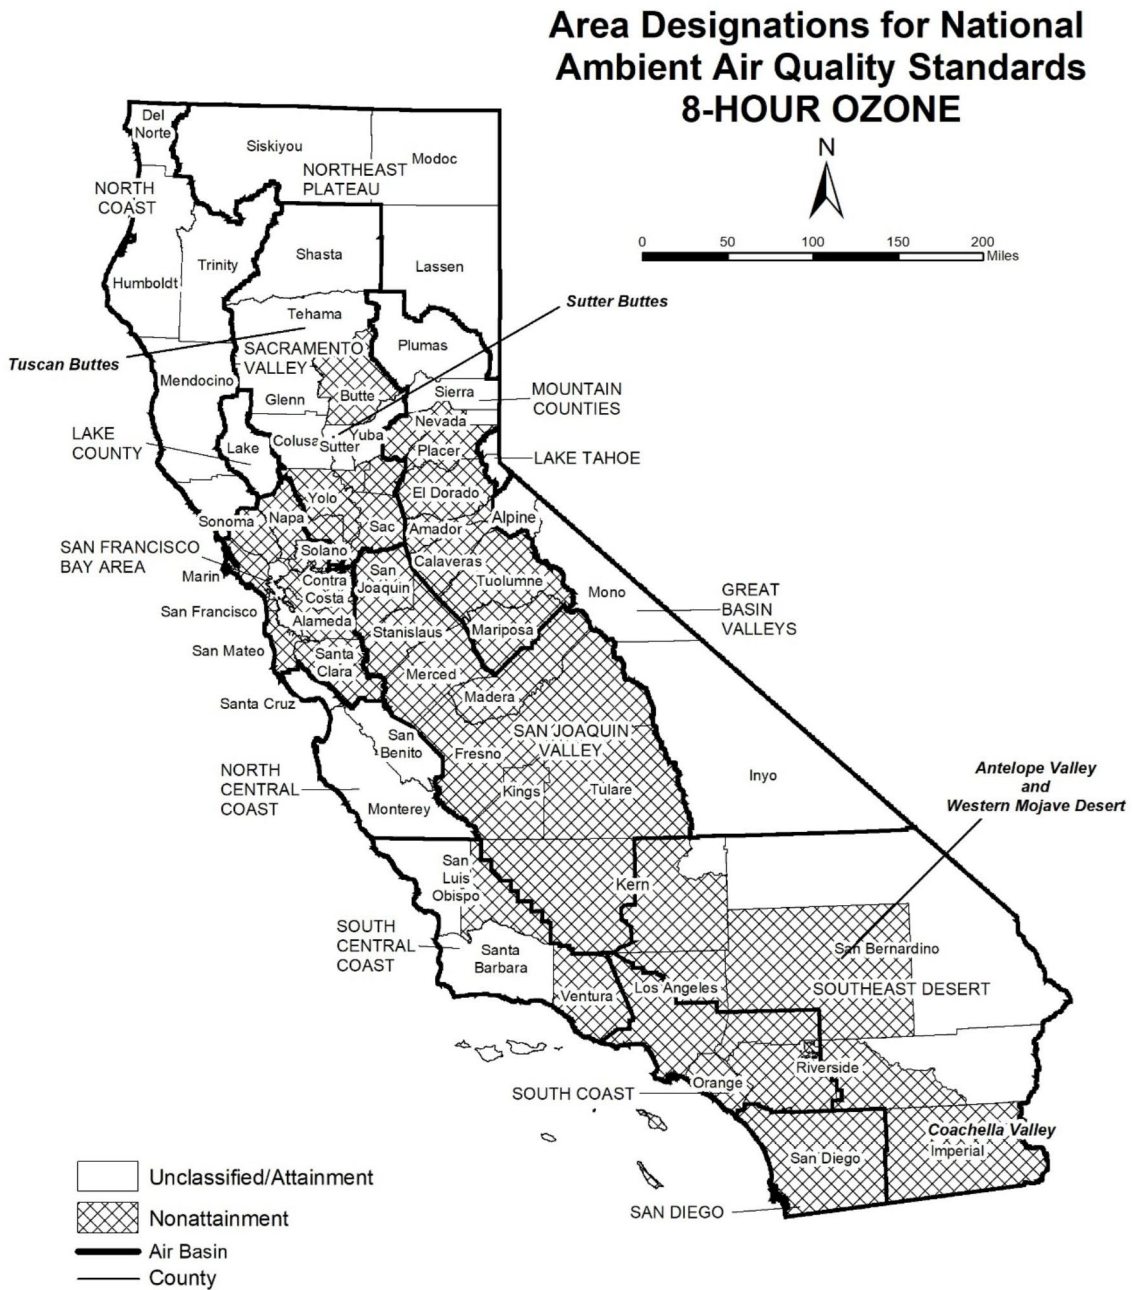 Area Designations for National
Ambient Air Quality Standards
8-HOUR OZONE
N
0 50 100 150 200
Miles
Del
Norte
Siskiyou
Modoc
NORTHEAST
PLATEAU
NORTH
COAST
Shasta
Trinity
Lassen
Humboldt
Sutter Buttes
Tehama
Plumas
SACRAMENTO
VALLEY
Tuscan Buttes
Mendocino
Butte
Sierra
MOUNTAIN
COUNTIES
Glenn
Nevada
LAKE
COUNTY
Lake
Colusa
Sutter
Yuba
Placer
LAKE TAHOE
El Dorado
Yolo
Sonoma
Napa
Sac
Amador
Alpine
SAN FRANCISCO
BAY AREA
Solano
Calaveras
Marin
Contra
Costa
San
Joaquin
Tuolumne
Mono
GREAT
BASIN
VALLEYS
San Francisco
Alameda
Stanislaus
Mariposa
San Mateo
Santa
Clara
Merced
Madera
Santa Cruz
San
Benito
Fresno
SAN JOAQUIN
VALLEY
NORTH
CENTRAL
COAST
Monterey
Kings
Tulare
Inyo
Antelope Valley
and
Western Mojave Desert
San
Luis
Obispo
Kern
SOUTH
CENTRAL
COAST
Santa
Barbara
San Bernardino
Ventura
Los Angeles
SOUTHEAST DESERT
Riverside
Orange
SOUTH COAST
Coachella Valley
Imperial
San Diego
SAN DIEGO
Unclassified/Attainment
Nonattainment
Air Basin
County